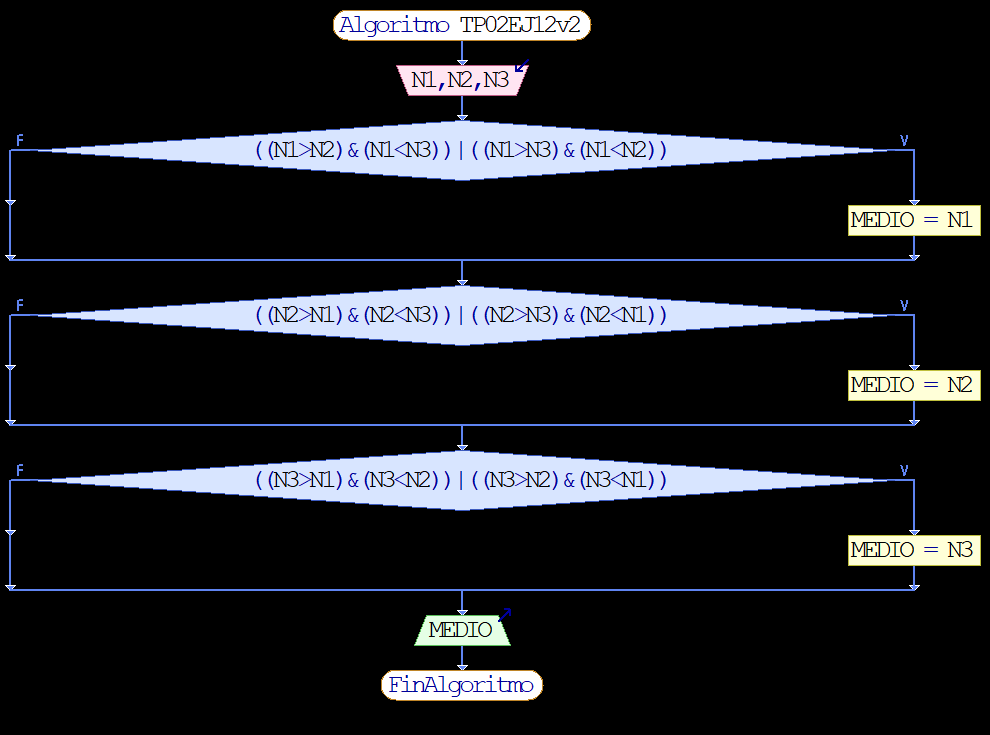 Algoritmo TP02EJ12v2
N1,N2,N3
F
V
((N1>N2)&(N1<N3))|((N1>N3)&(N1<N2))
MEDIO = N1
F
V
((N2>N1)&(N2<N3))|((N2>N3)&(N2<N1))
MEDIO = N2
F
V
((N3>N1)&(N3<N2))|((N3>N2)&(N3<N1))
MEDIO = N3
MEDIO
FinAlgoritmo